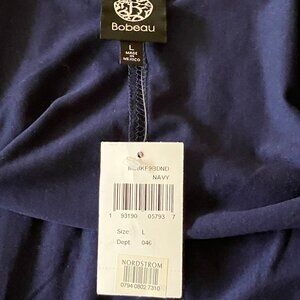 Bobeau
L
MADE
IN
MEXICO
NAVY
1 93190 05793 7
Size: L
Dept: 046
NORDSTROM
0794 0802 7310